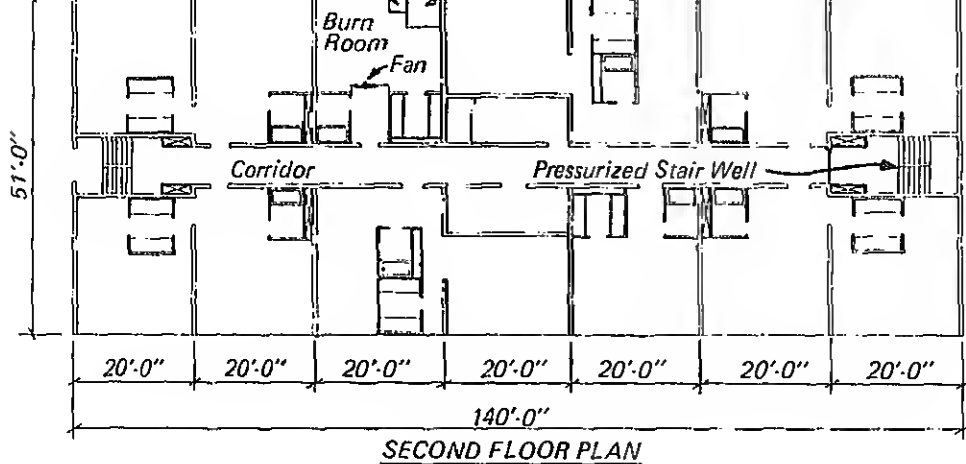 Burn
Room
Fan
51'-0"
Corridor
Pressurized Stair Well
20'-0" 20'-0" 20'-0" 20'-0" 20'-0" 20'-0" 20'-0"
140'-0"
SECOND FLOOR PLAN